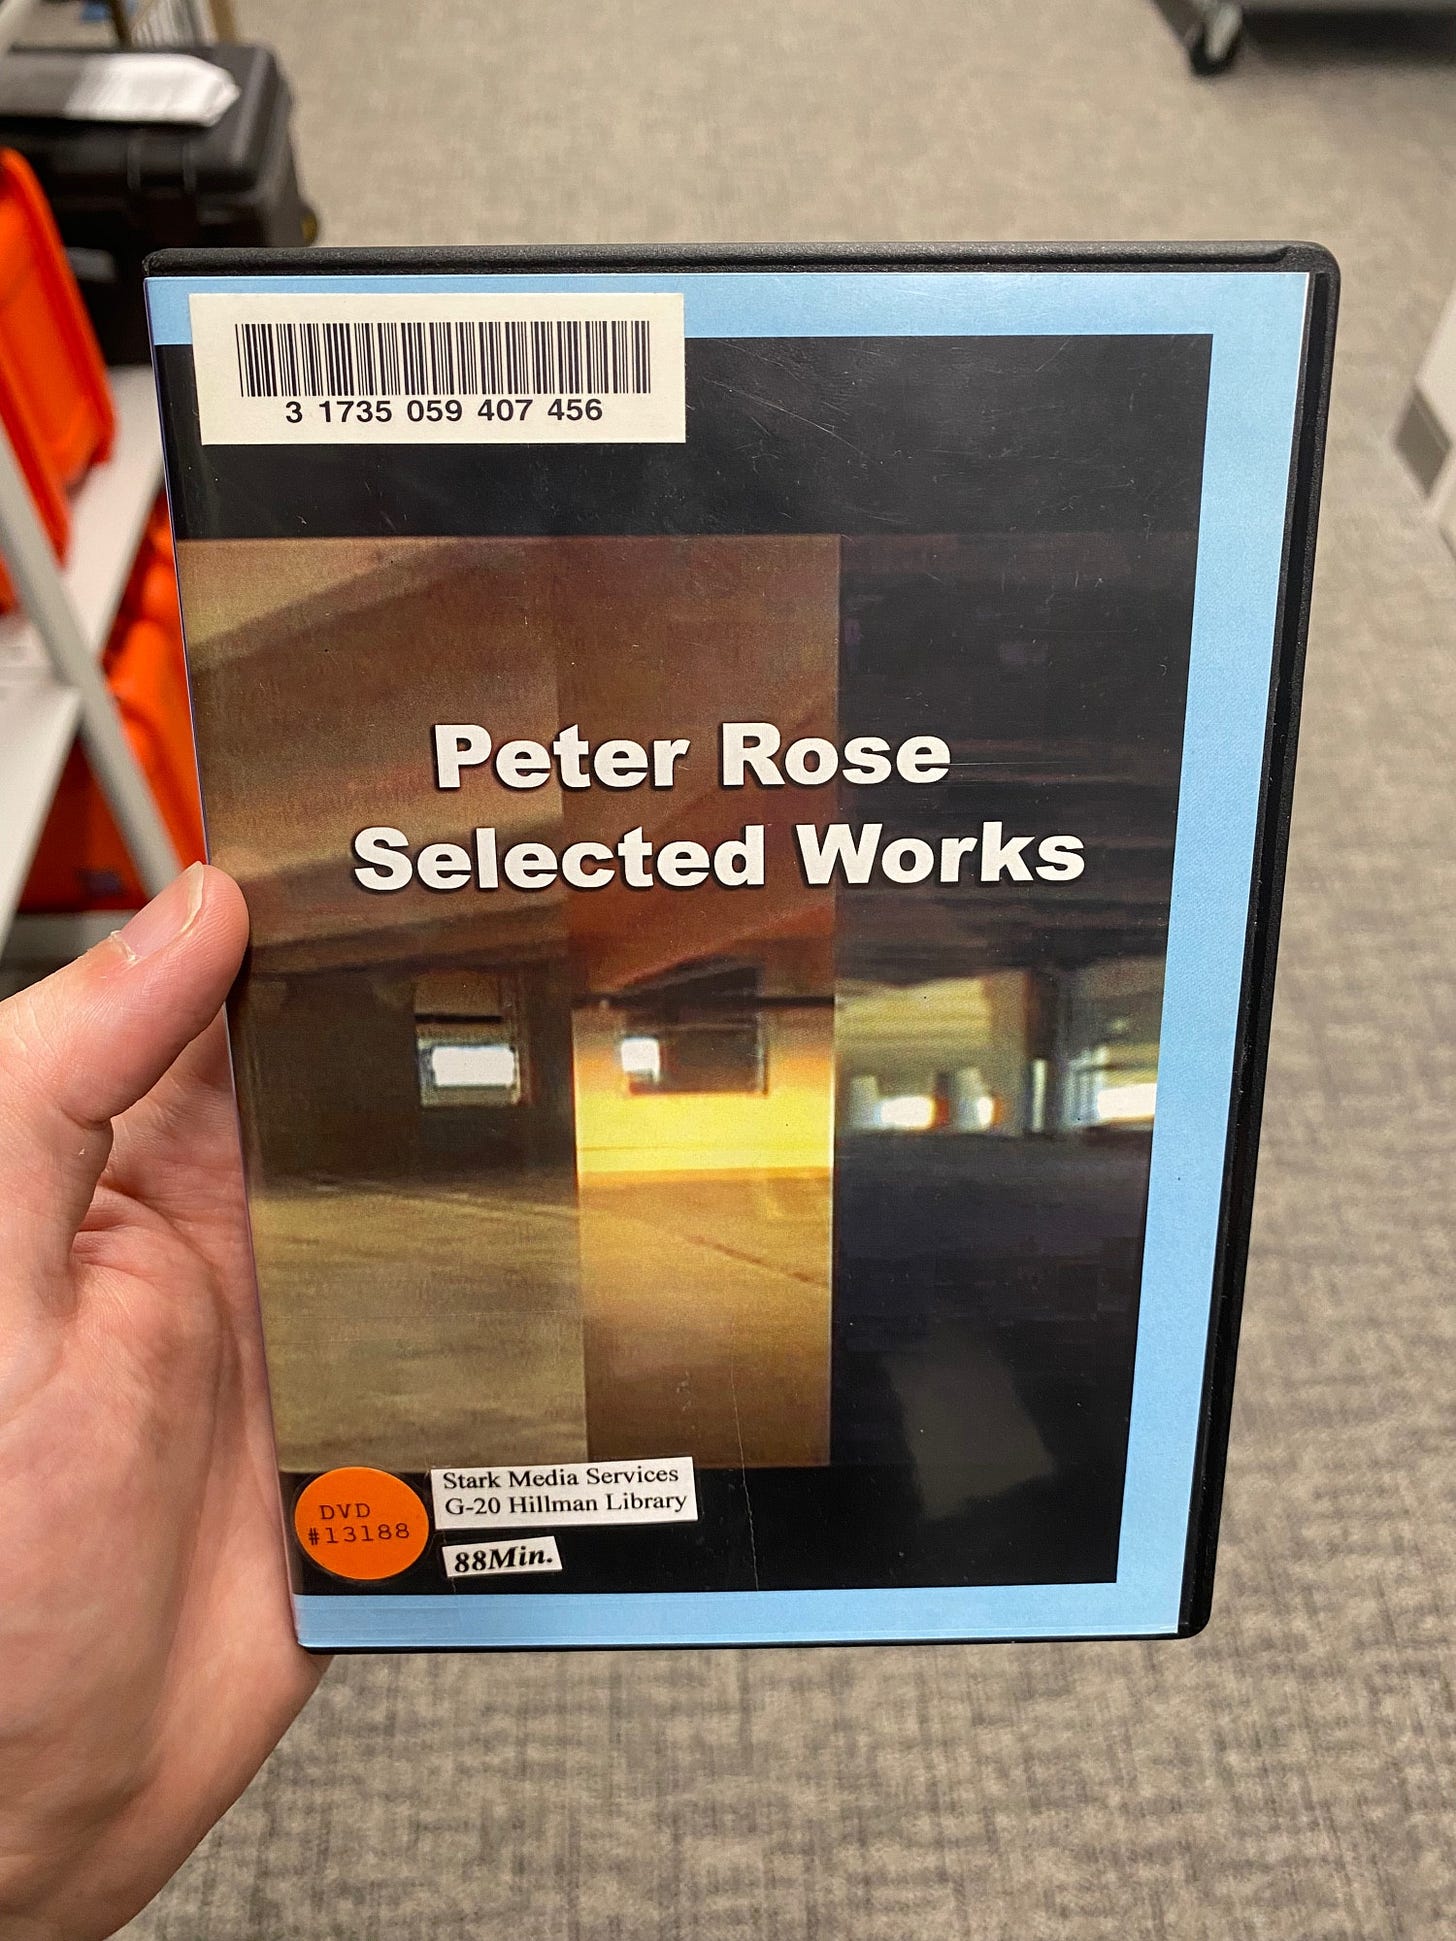 3 1735 059 407 456
Peter Rose
Selected Works
DVD
#13188
Stark Media Services
G-20 Hillman Library
88Min.